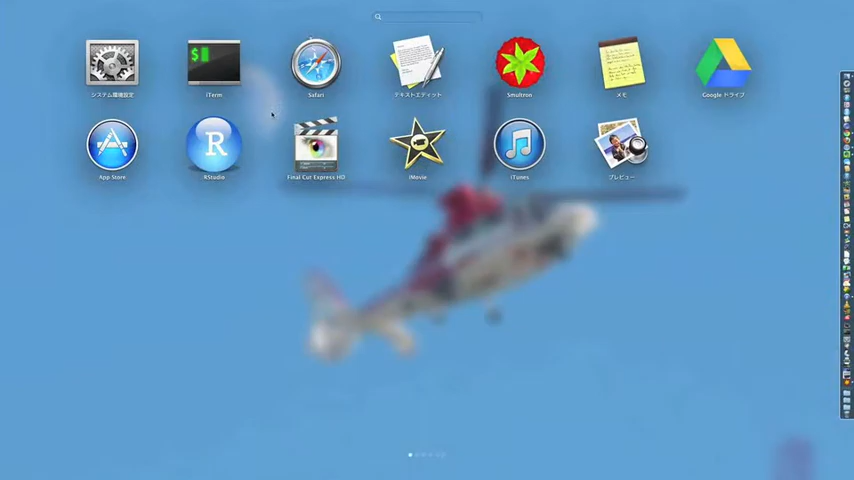 システム環境設定
iTerm
Safari
テキストエディット
Smultron
メモ
Google ドライブ
App Store
RStudio
Final Cut Express HD
iMovie
iTunes
プレビュー
$
R